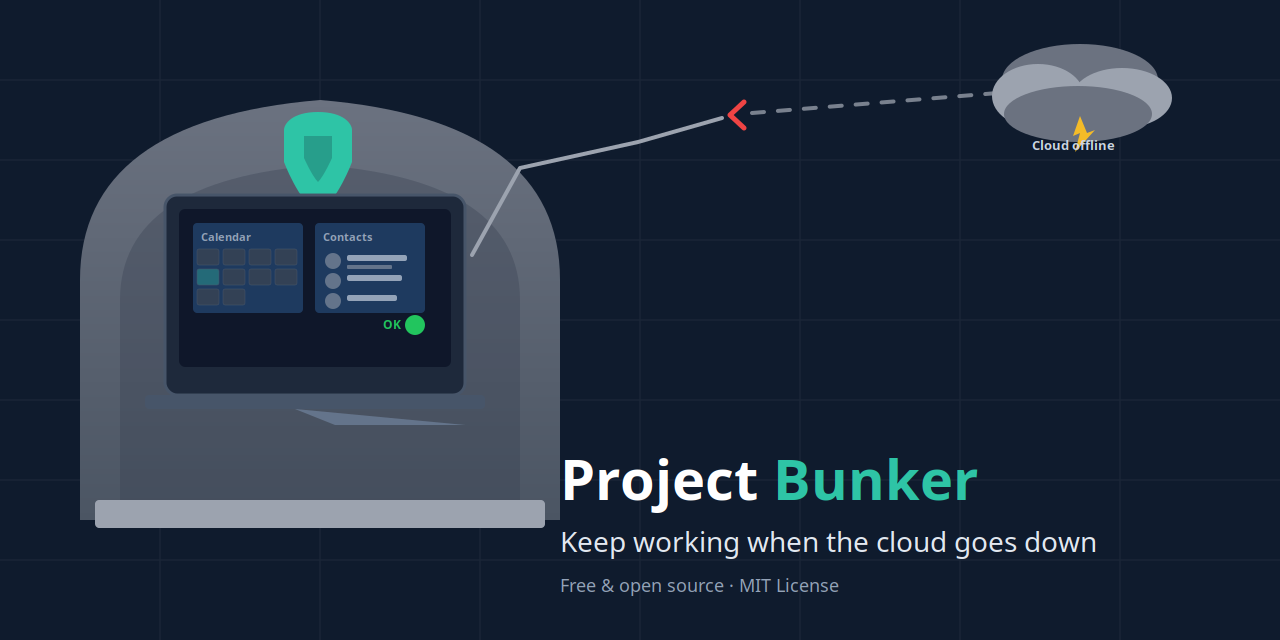 Cloud offline
Calendar
Contacts
OK
Project Bunker
Keep working when the cloud goes down
Free & open source · MIT License